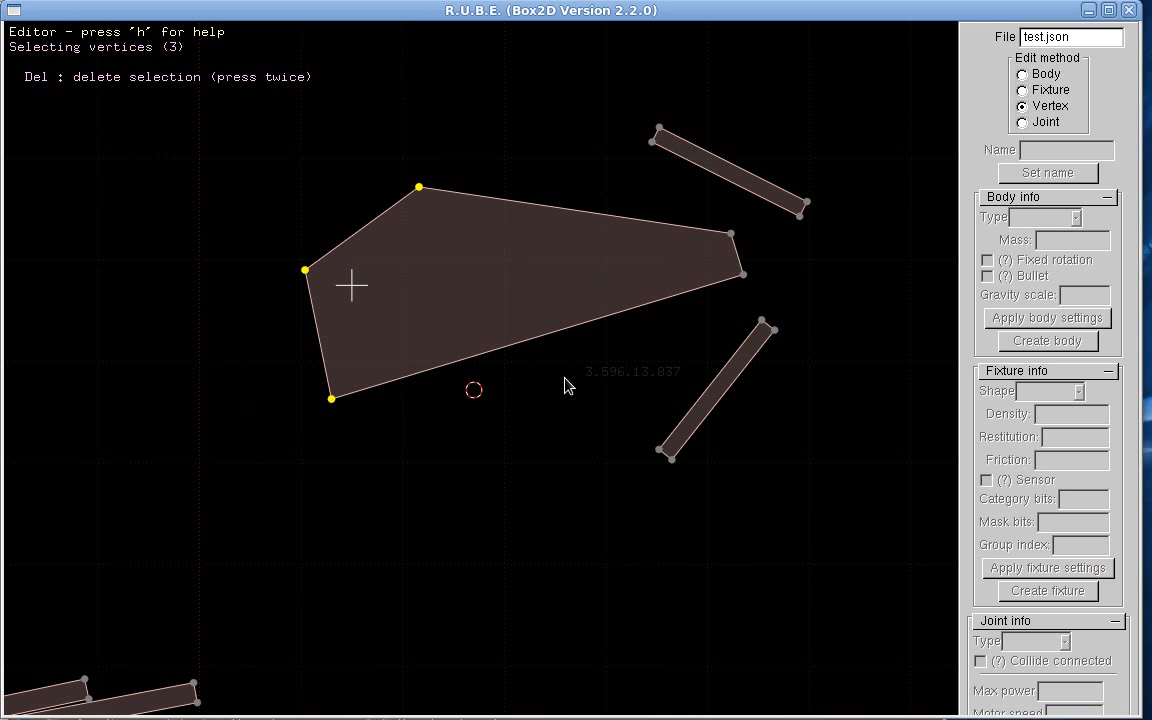 R.U.B.E. (Box2D Version 2.2.0)
Editor - press "h" for help
Selecting vertices (3)
Del : delete selection (press twice)
3.596,13.837
File test.json
Edit method
Body
Fixture
Vertex
Joint
Name
Set name
Body info
Type
Mass:
(?) Fixed rotation
(?) Bullet
Gravity scale:
Apply body settings
Create body
Fixture info
Shape
Density:
Restitution:
Friction:
(?) Sensor
Category bits:
Mask bits:
Group index:
Apply fixture settings
Create fixture
Joint info
Type
(?) Collide connected
Max power
Motor speed